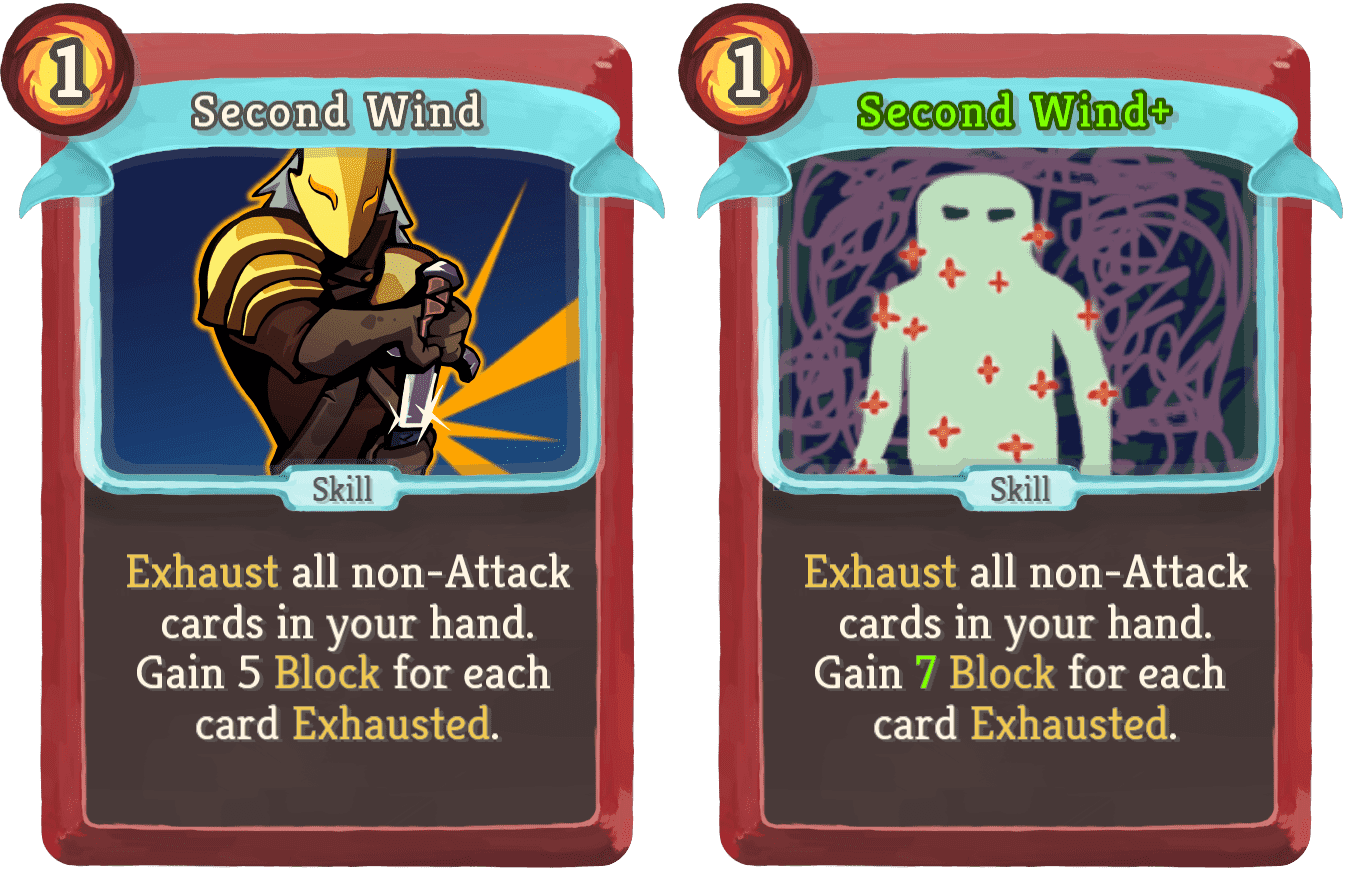 1
Second Wind
Skill
Exhaust all non-Attack
cards in your hand.
Gain 5 Block for each
card Exhausted.
1
Second Wind+
Skill
Exhaust all non-Attack
cards in your hand.
Gain 7 Block for each
card Exhausted.